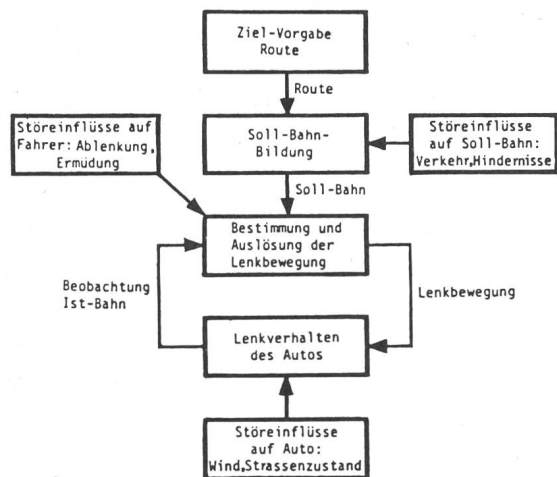 Ziel-Vorgabe
Route
Route
Störeinflüsse auf
Fahrer: Ablenkung,
Ermüdung
Soll-Bahn-
Bildung
Störeinflüsse
auf Soll-Bahn:
Verkehr,Hindernisse
Soll-Bahn
Bestimmung und
Auslösung der
Lenkbewegung
Beobachtung
Ist-Bahn
Lenkbewegung
Lenkverhalten
des Autos
Störeinflüsse
auf Auto:
Wind,Strassenzustand